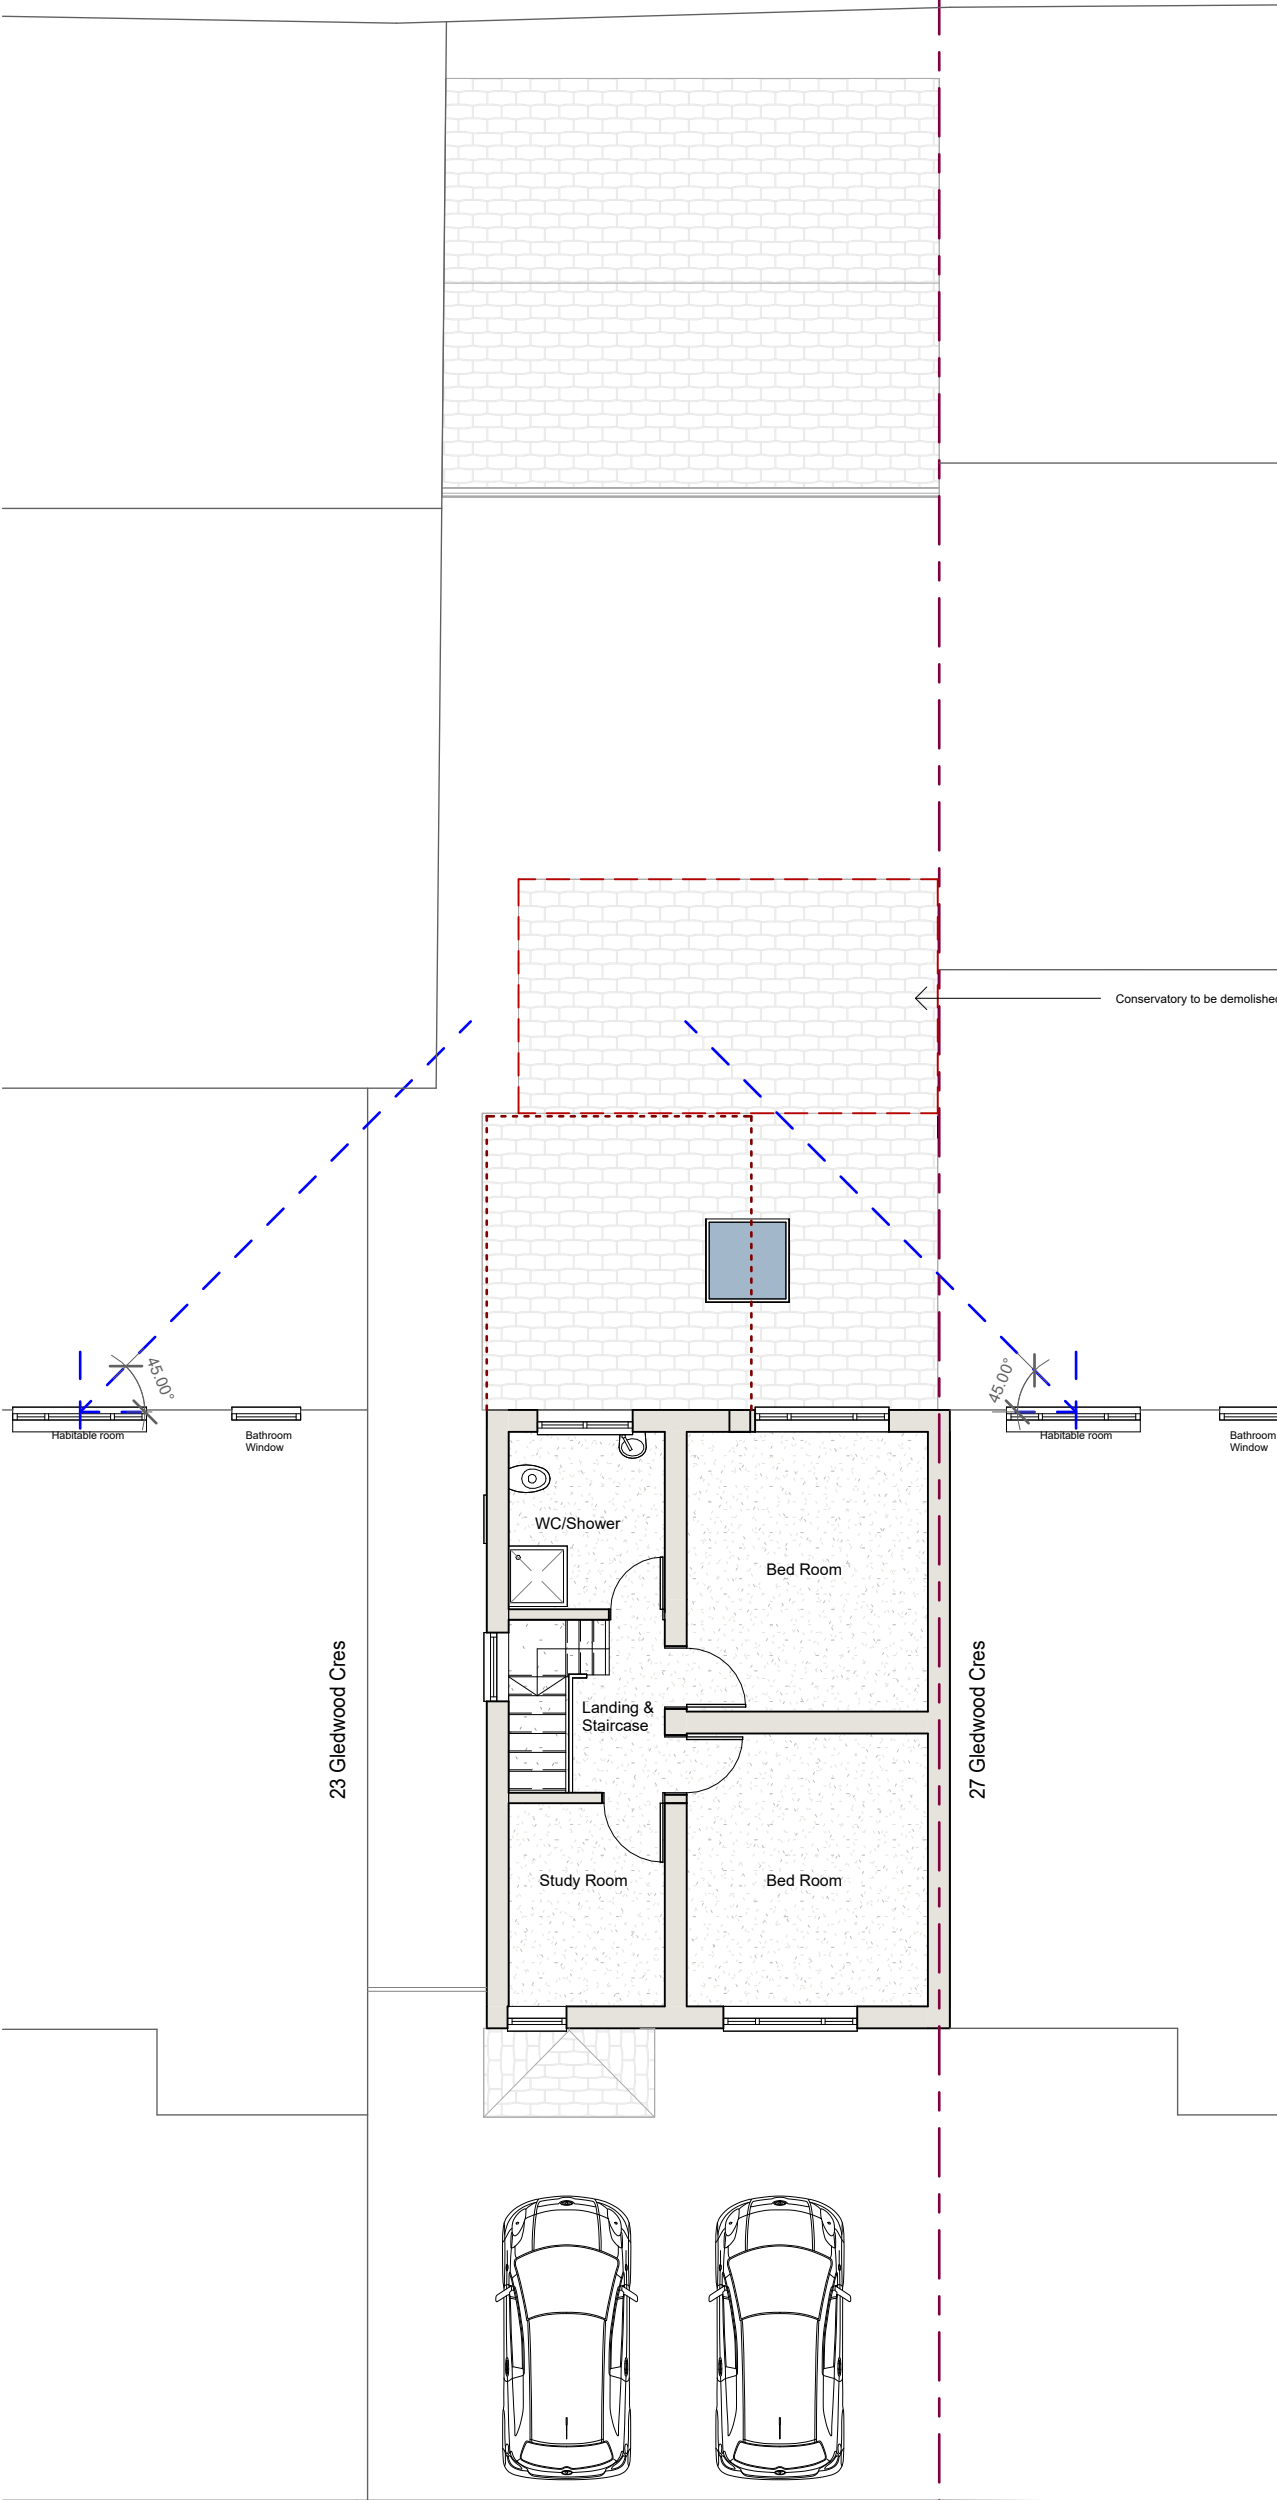 Conservatory to be demolished
45.00°
45.00°
Habitable room
Bathroom
Window
Habitable room
Bathroom
Window
WC/Shower
Bed Room
23 Gledwood Cres
Landing &
Staircase
27 Gledwood Cres
Study Room
Bed Room